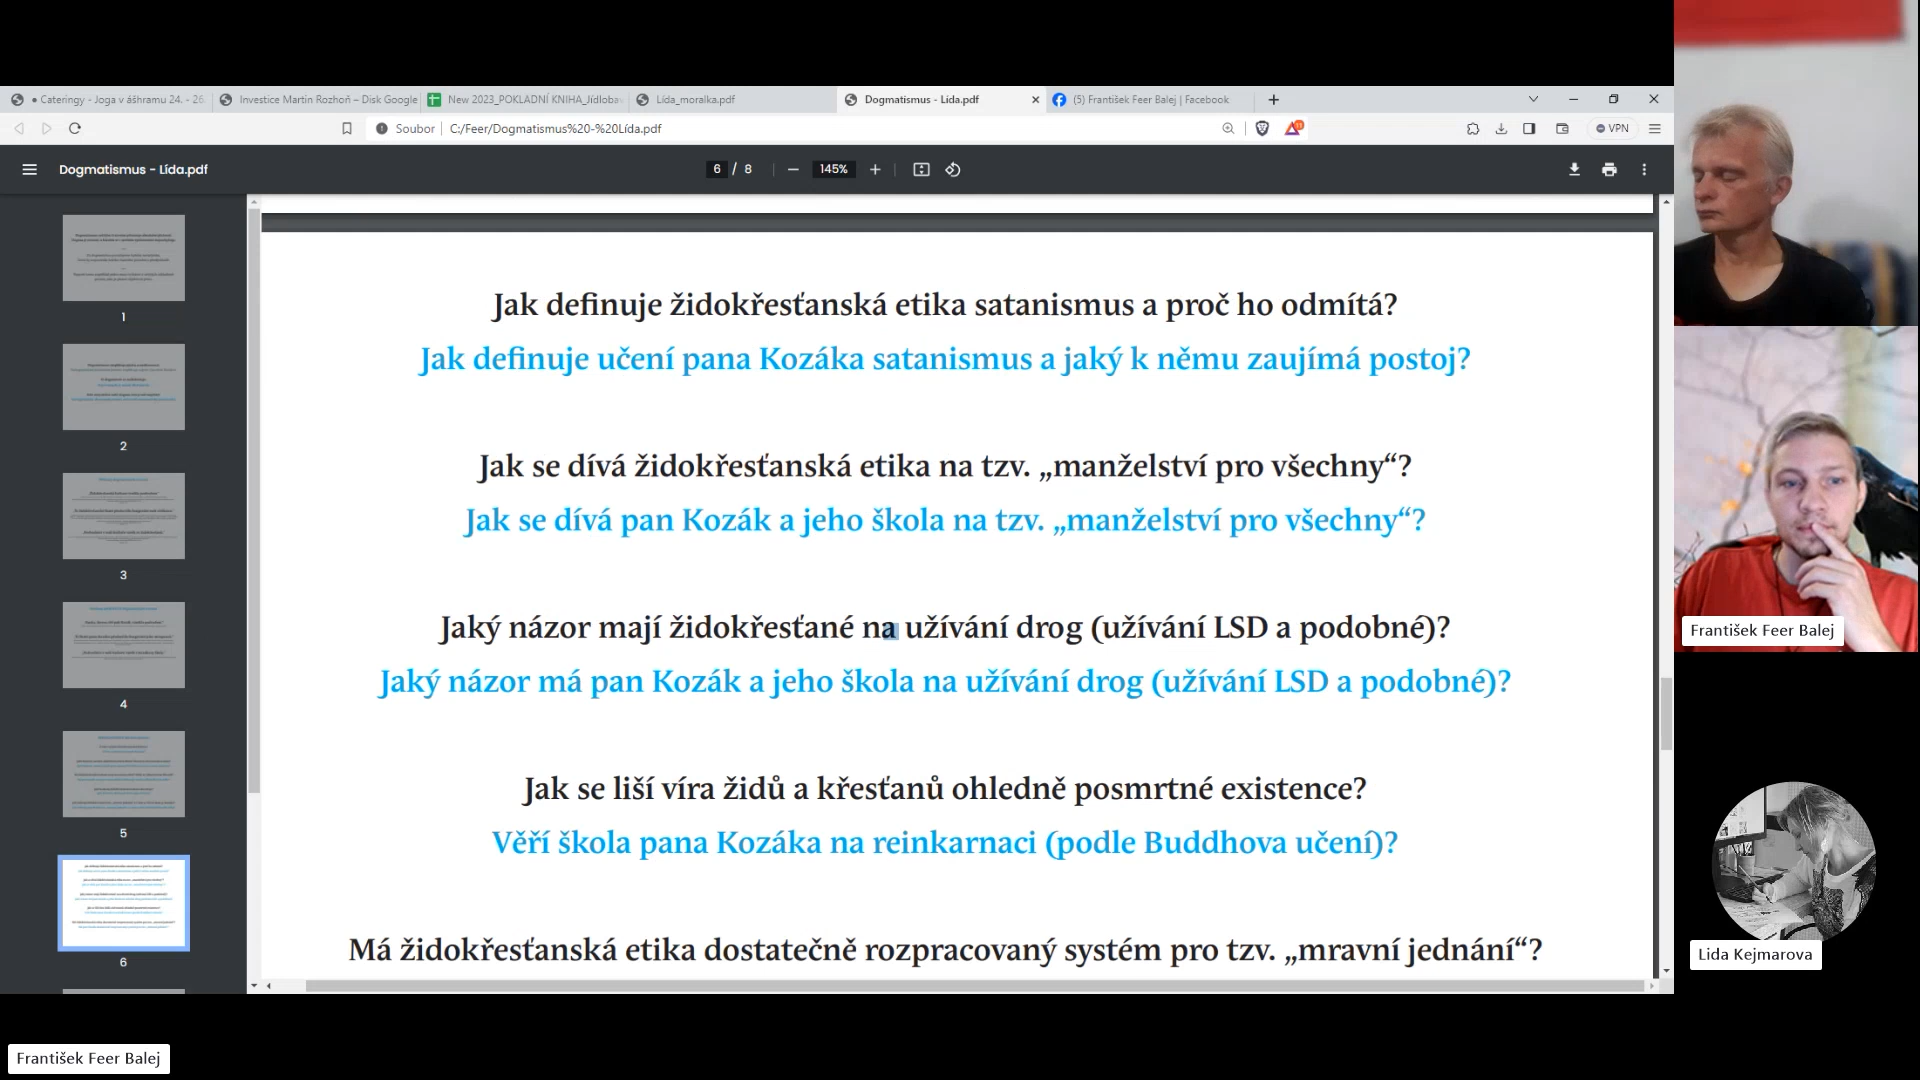 ● Cateringy - Joga v áshramu 24. - 26.
Investice Martin Rozhoň – Disk Google
New 2023_POKLADNÍ KNIHA_Jídlobav
Lída_moralka.pdf
Dogmatismus - Lída.pdf
(5) František Feer Balej | Facebook
Soubor
C:/Feer/Dogmatismus%20-%20Lída.pdf
VPN
Dogmatismus - Lída.pdf
6 / 8
145%
1
2
3
4
5
6
Jak definuje židokřesťanská etika satanismus a proč ho odmítá?
Jak definuje učení pana Kozáka satanismus a jaký k němu zaujímá postoj?
Jak se dívá židokřesťanská etika na tzv. „manželství pro všechny“?
Jak se dívá pan Kozák a jeho škola na tzv. „manželství pro všechny“?
Jaký názor mají židokřesťané na užívání drog (užívání LSD a podobné)?
Jaký názor má pan Kozák a jeho škola na užívání drog (užívání LSD a podobné)?
Jak se liší víra židů a křesťanů ohledně posmrtné existence?
Věří škola pana Kozáka na reinkarnaci (podle Buddhova učení)?
Má židokřesťanská etika dostatečně rozpracovaný systém pro tzv. „mravní jednání“?
František Feer Balej
Lida Kejmarova
František Feer Balej